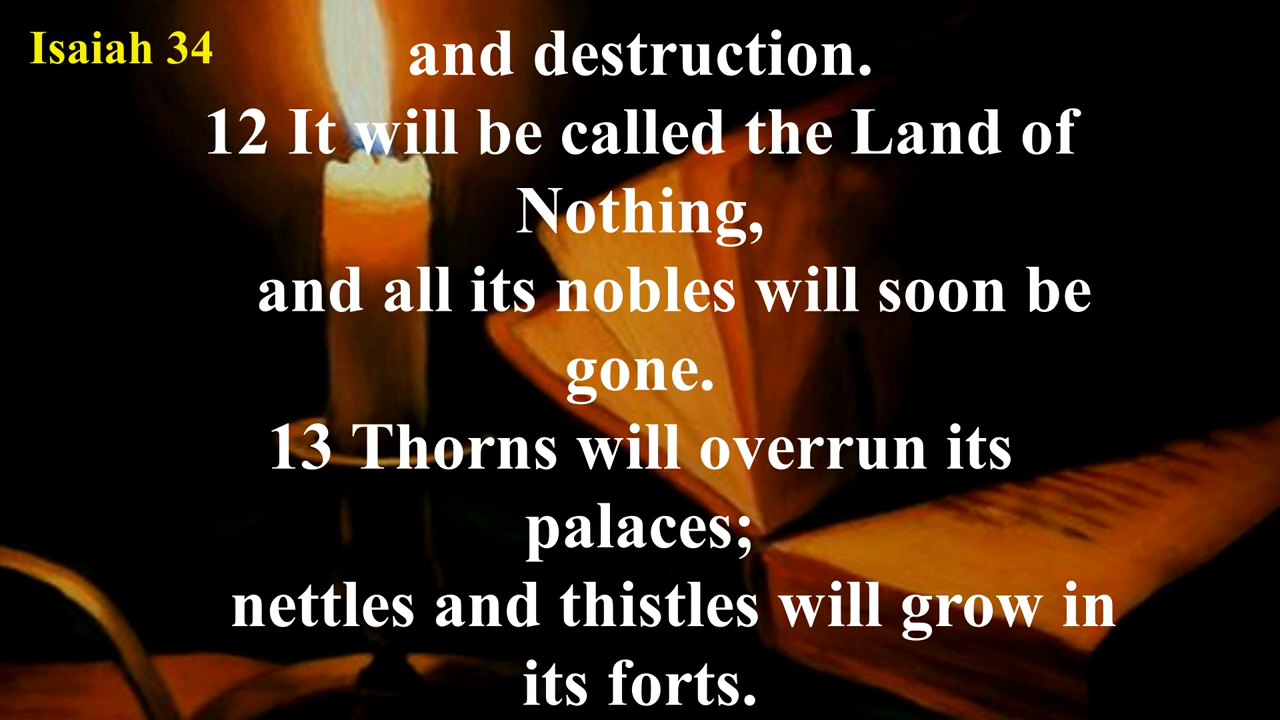 Isaiah 34
and destruction.
12 It will be called the Land of
Nothing,
and all its nobles will soon be
gone.
13 Thorns will overrun its
palaces;
nettles and thistles will grow in
its forts.